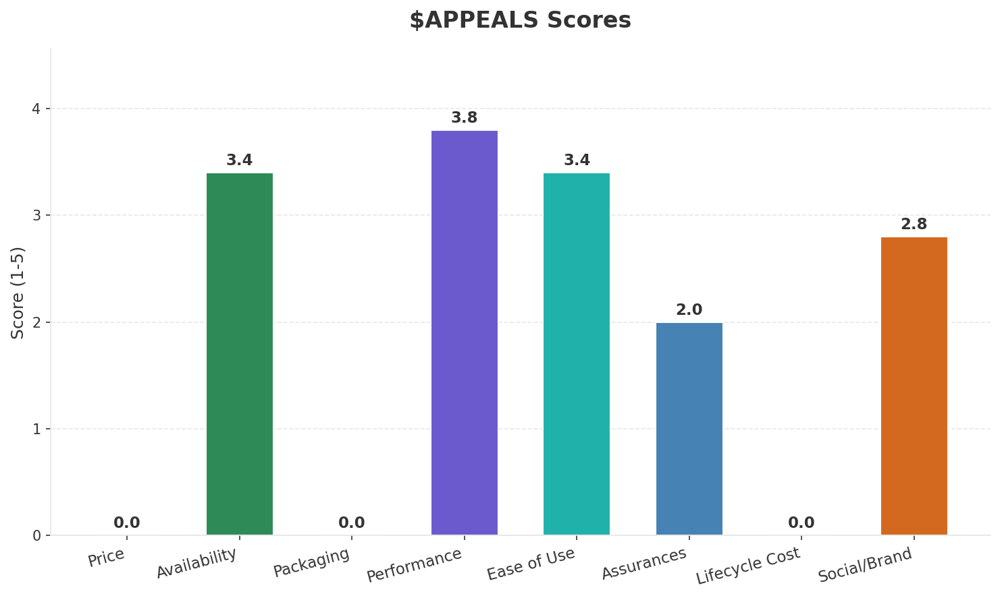 $APPEALS Scores
Score (1-5)
4
3
2
1
0
0.0
3.4
0.0
3.8
3.4
2.0
0.0
2.8
Price
Availability
Packaging
Performance
Ease of Use
Assurances
Lifecycle Cost
Social/Brand